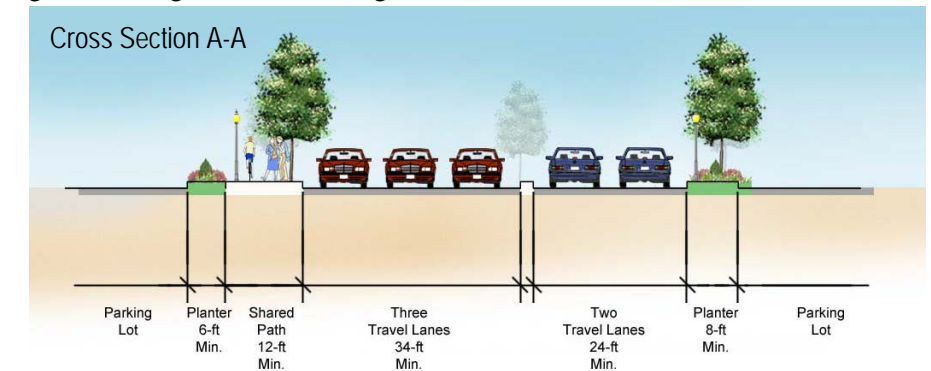 Cross Section A-A
Parking
Lot
Planter
6-ft
Min.
Shared
Path
12-ft
Min.
Three
Travel Lanes
34-ft
Min.
Two
Travel Lanes
24-ft
Min.
Planter
8-ft
Min.
Parking
Lot